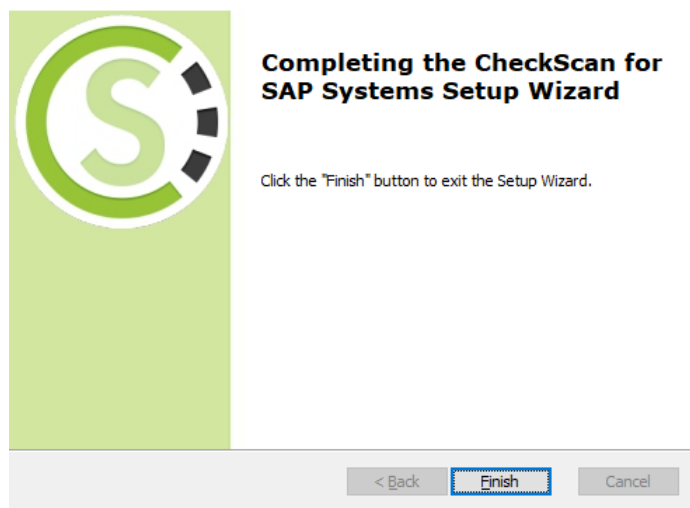 Completing the CheckScan for
SAP Systems Setup Wizard
Click the "Finish" button to exit the Setup Wizard.
< Back
Finish
Cancel